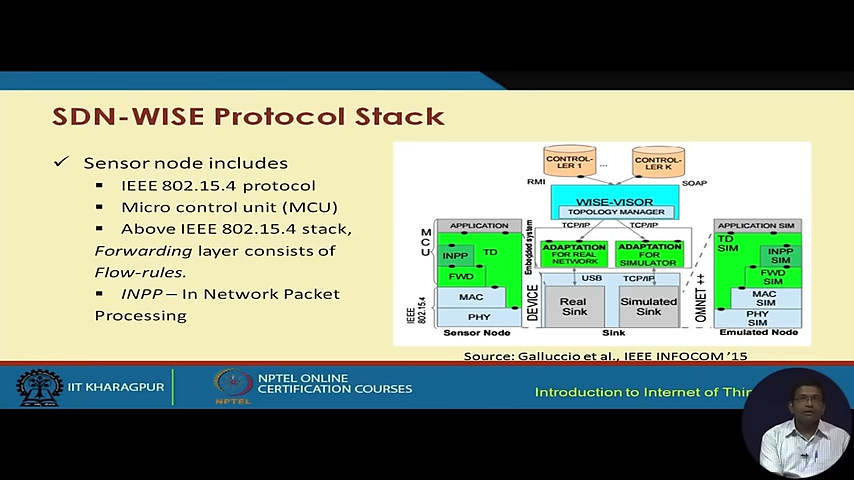 SDN-WISE Protocol Stack
✓ Sensor node includes
▪ IEEE 802.15.4 protocol
▪ Micro control unit (MCU)
▪ Above IEEE 802.15.4 stack,
Forwarding layer consists of
Flow-rules.
▪ INPP – In Network Packet
Processing
CONTROL-
LER 1
...
CONTROL-
LER K
RMI
SOAP
WISE-VISOR
TOPOLOGY MANAGER
TCP/IP
TCP/IP
MCU
APPLICATION
TD
INPP
FWD
MAC
PHY
IEEE 802.15.4
Sensor Node
Embedded system
ADAPTATION
FOR REAL
NETWORK
ADAPTATION
FOR
SIMULATOR
USB
TCP/IP
DEVICE
Real
Sink
Simulated
Sink
Sink
OMNET ++
APPLICATION SIM
TD
SIM
INPP
SIM
FWD
SIM
MAC
SIM
PHY
SIM
Emulated Node
Source: Galluccio et al., IEEE INFOCOM '15
IIT KHARAGPUR
NPTEL
NPTEL ONLINE
CERTIFICATION COURSES
Introduction to Internet of Thin